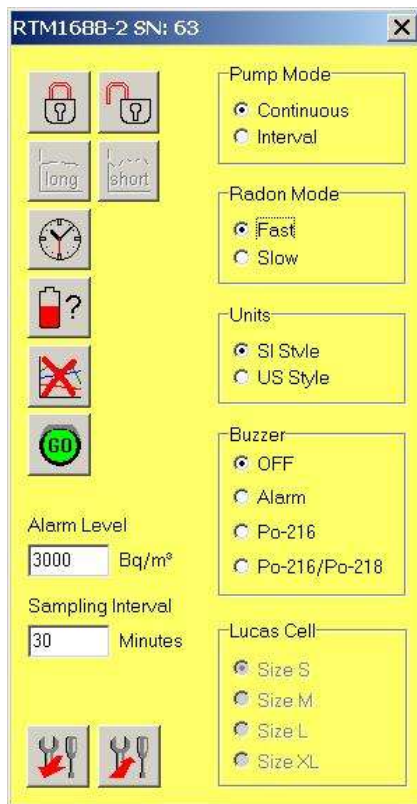 RTM1688-2 SN: 63
Pump Mode
Continuous
Interval
long
short
Radon Mode
Fast
Slow
?
Units
SI Style
US Style
GO
Buzzer
OFF
Alarm
Po-216
Po-216/Po-218
Alarm Level
3000 Bq/m³
Sampling Interval
30 Minutes
Lucas Cell
Size S
Size M
Size L
Size XL